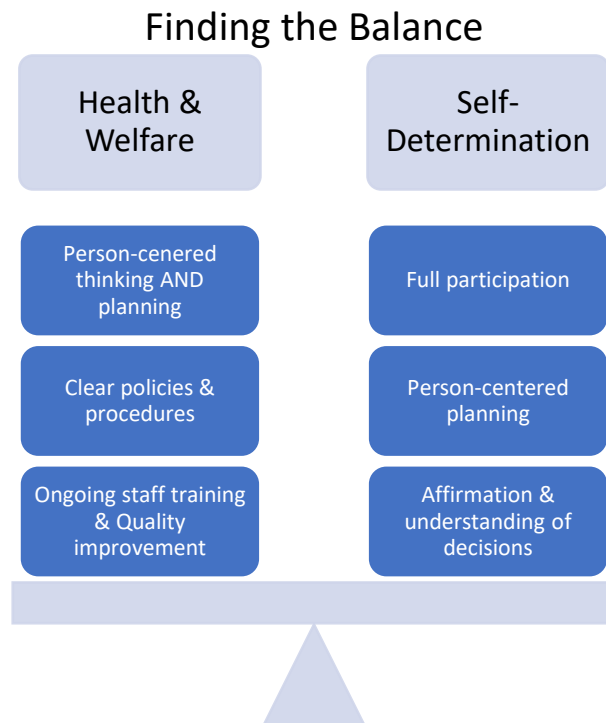 Finding the Balance
Health &
Welfare
Person-cenered
thinking AND
planning
Clear policies &
procedures
Ongoing staff training
& Quality
improvement
Self-
Determination
Full participation
Person-centered
planning
Affirmation &
understanding of
decisions